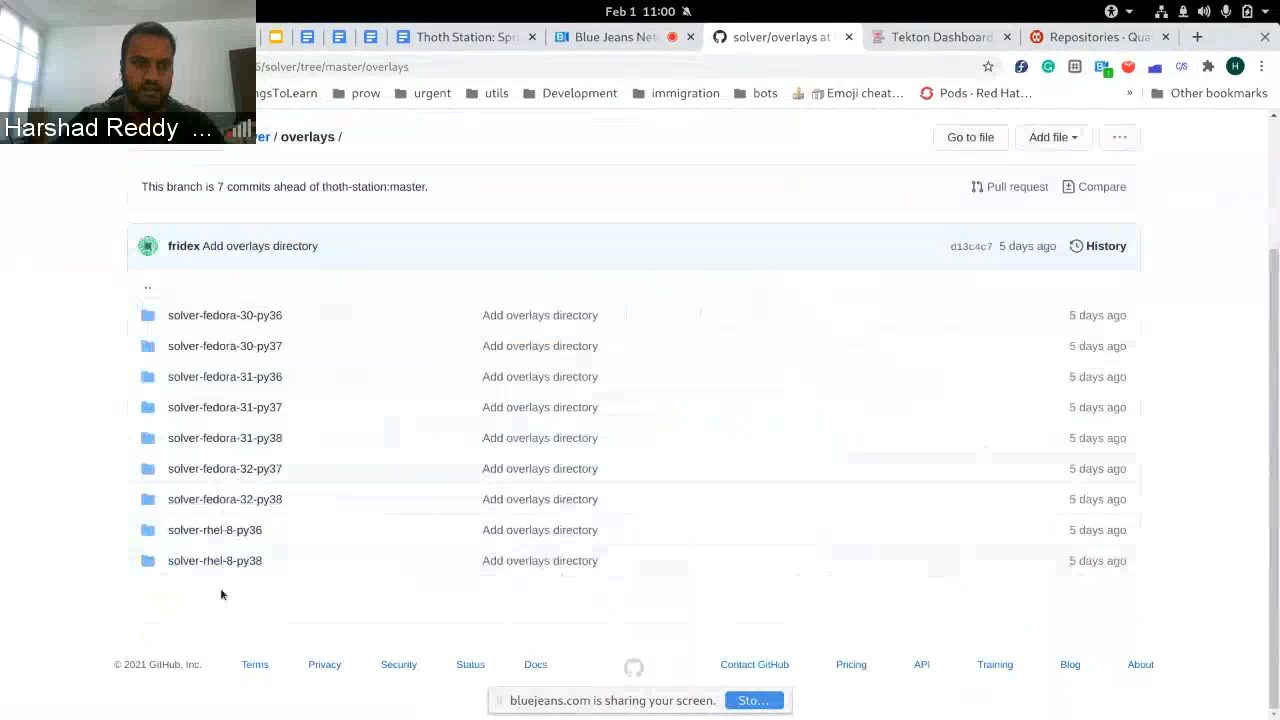 Feb 1 11:00
Thoth Station: Spri
Blue Jeans Net
solver/overlays at
Tekton Dashboard
Repositories · Qua
6/solver/tree/master/overlays
ngsToLearn
prow
urgent
utils
Development
immigration
bots
Emoji cheat…
Pods · Red Hat…
»
Other bookmarks
Harshad Reddy ...
ver / overlays /
Go to file
Add file
···
This branch is 7 commits ahead of thoth-station:master.
Pull request
Compare
fridex Add overlays directory
d13c4c7 5 days ago
History
..
solver-fedora-30-py36 Add overlays directory 5 days ago
solver-fedora-30-py37 Add overlays directory 5 days ago
solver-fedora-31-py36 Add overlays directory 5 days ago
solver-fedora-31-py37 Add overlays directory 5 days ago
solver-fedora-31-py38 Add overlays directory 5 days ago
solver-fedora-32-py37 Add overlays directory 5 days ago
solver-fedora-32-py38 Add overlays directory 5 days ago
solver-rhel-8-py36 Add overlays directory 5 days ago
solver-rhel-8-py38 Add overlays directory 5 days ago
© 2021 GitHub, Inc. Terms Privacy Security Status Docs Contact GitHub Pricing API Training Blog About
bluejeans.com is sharing your screen. Sto…